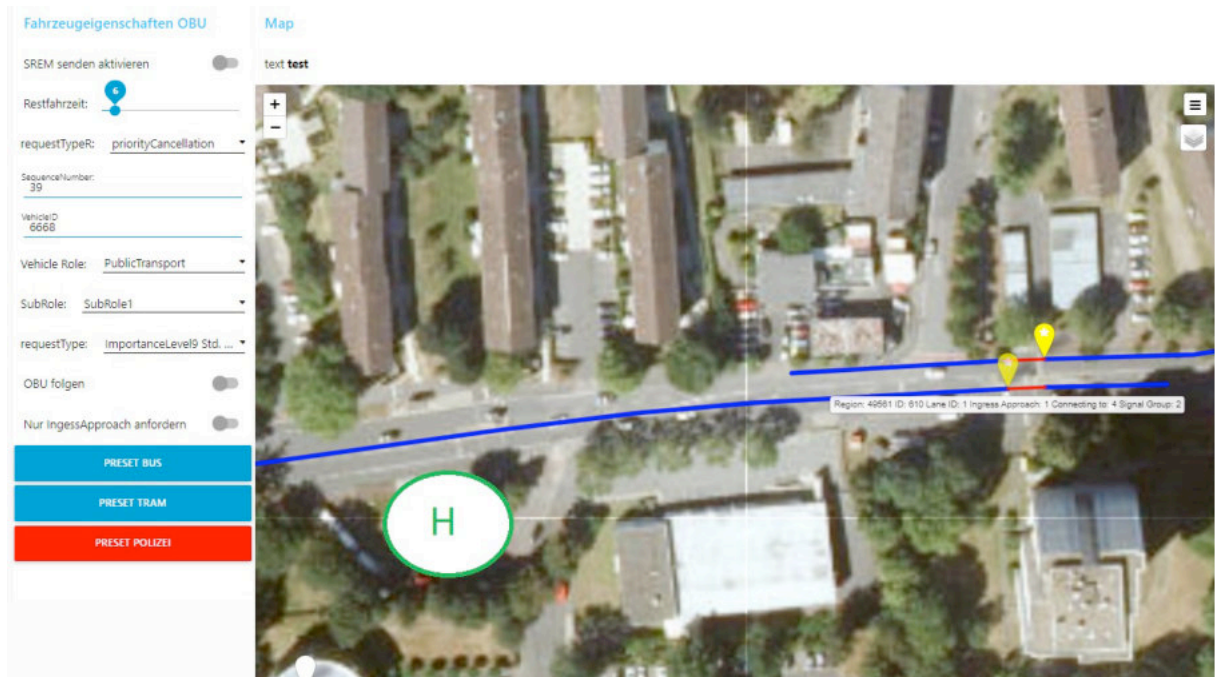 Fahrzeugeigenschaften OBU
SREM senden aktivieren
Restfahrzeit:
6
requestTypeR: priorityCancellation
SequenceNumber:
39
VehicleID
6668
Vehicle Role: PublicTransport
SubRole: SubRole1
requestType: ImportanceLevel9 Std. ...
OBU folgen
Nur IngessApproach anfordern
PRESET BUS
PRESET TRAM
PRESET POLIZEI
Map
text test
+
−
Region: 49561 ID: 610 Lane ID: 1 Ingress Approach: 1 Connecting to: 4 Signal Group: 2
H